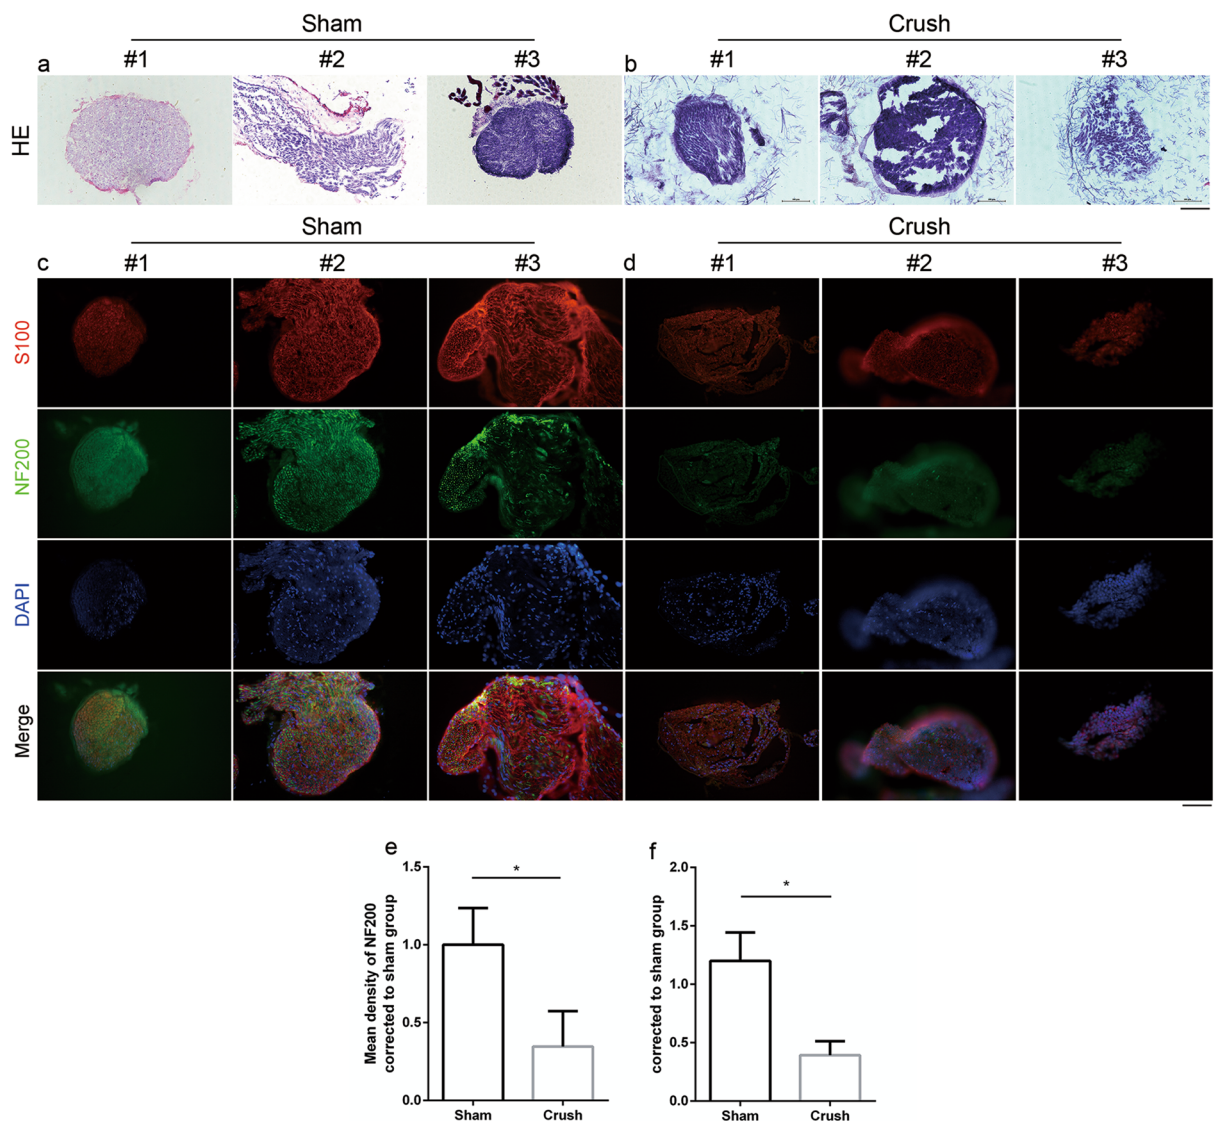 Sham
Crush
a
#1
#2
#3
b
#1
#2
#3
HE
Sham
Crush
c
#1
#2
#3
d
#1
#2
#3
S100
NF200
DAPI
Merge
e
Mean density of NF200
corrected to sham group
1.5
1.0
0.5
0.0
*
Sham
Crush
f
corrected to sham group
2.0
1.5
1.0
0.5
0.0
*
Sham
Crush